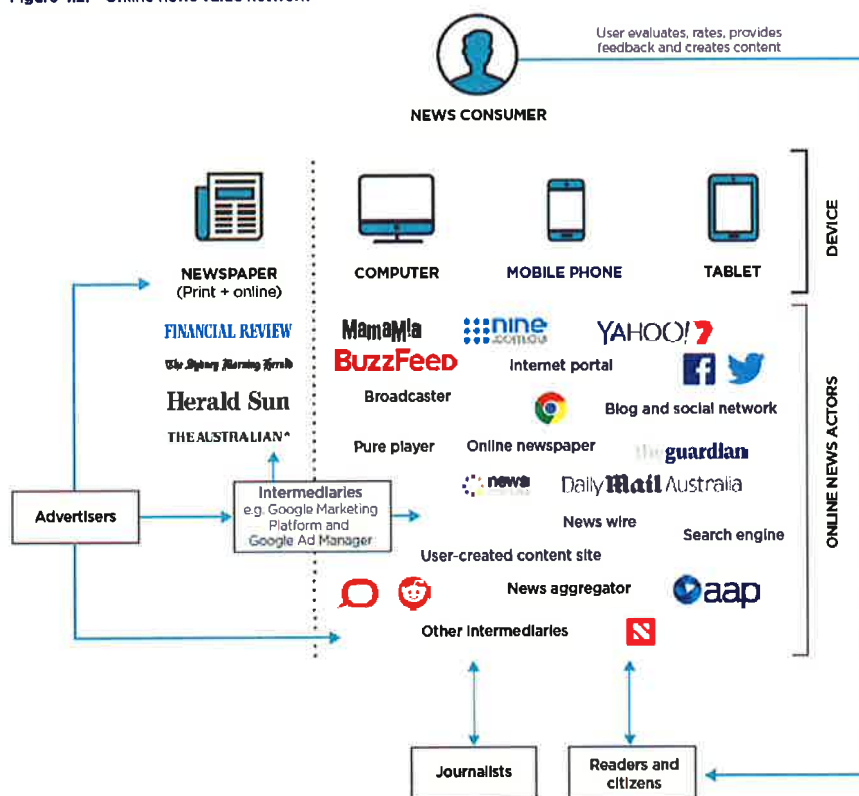 User evaluates, rates, provides
feedback and creates content
NEWS CONSUMER
DEVICE
NEWSPAPER
(Print + online)
COMPUTER
MOBILE PHONE
TABLET
ONLINE NEWS ACTORS
FINANCIAL REVIEW
The Sydney Morning Herald
Herald Sun
THE AUSTRALIAN*
MamaMia
nine
.com.au
YAHOO!7
BuzzFeed
Internet portal
Broadcaster
Blog and social network
Pure player
Online newspaper
theguardian
news
Daily Mail Australia
News wire
Search engine
User-created content site
News aggregator
aap
Other intermediaries
Advertisers
Intermediaries
e.g. Google Marketing
Platform and
Google Ad Manager
Journalists
Readers and
citizens